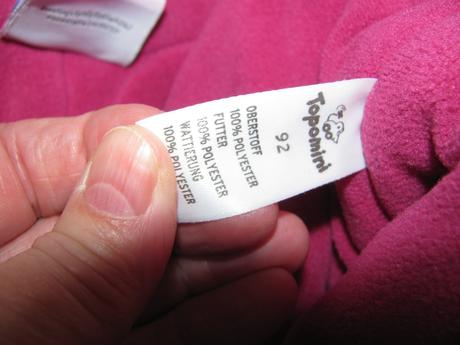 Topomini
92
OBERSTOFF
100% POLYESTER
FUTTER
100% POLYESTER
WATTIERUNG
100% POLYESTER